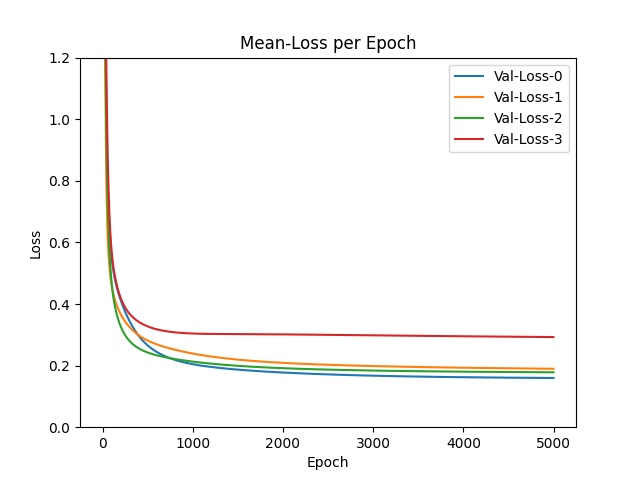 Mean-Loss per Epoch
1.2
1.0
0.8
0.6
0.4
0.2
0.0
Loss
Val-Loss-0
Val-Loss-1
Val-Loss-2
Val-Loss-3
0 1000 2000 3000 4000 5000
Epoch